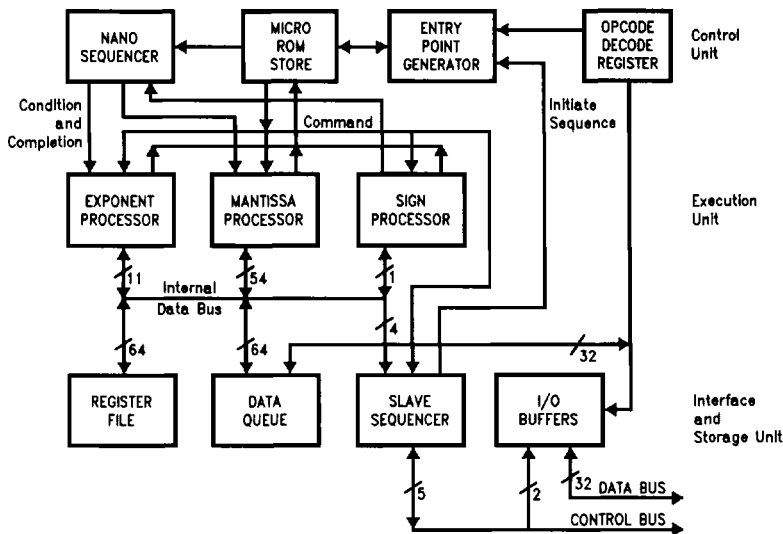 NANO
SEQUENCER
MICRO
ROM
STORE
ENTRY
POINT
GENERATOR
OPCODE
DECODE
REGISTER
Control
Unit
Condition
and
Completion
Command
Initiate
Sequence
EXPONENT
PROCESSOR
MANTISSA
PROCESSOR
SIGN
PROCESSOR
Execution
Unit
11
54
1
Internal
Data Bus
4
64
64
32
REGISTER
FILE
DATA
QUEUE
SLAVE
SEQUENCER
I/O
BUFFERS
Interface
and
Storage Unit
5
2
32
DATA BUS
CONTROL BUS